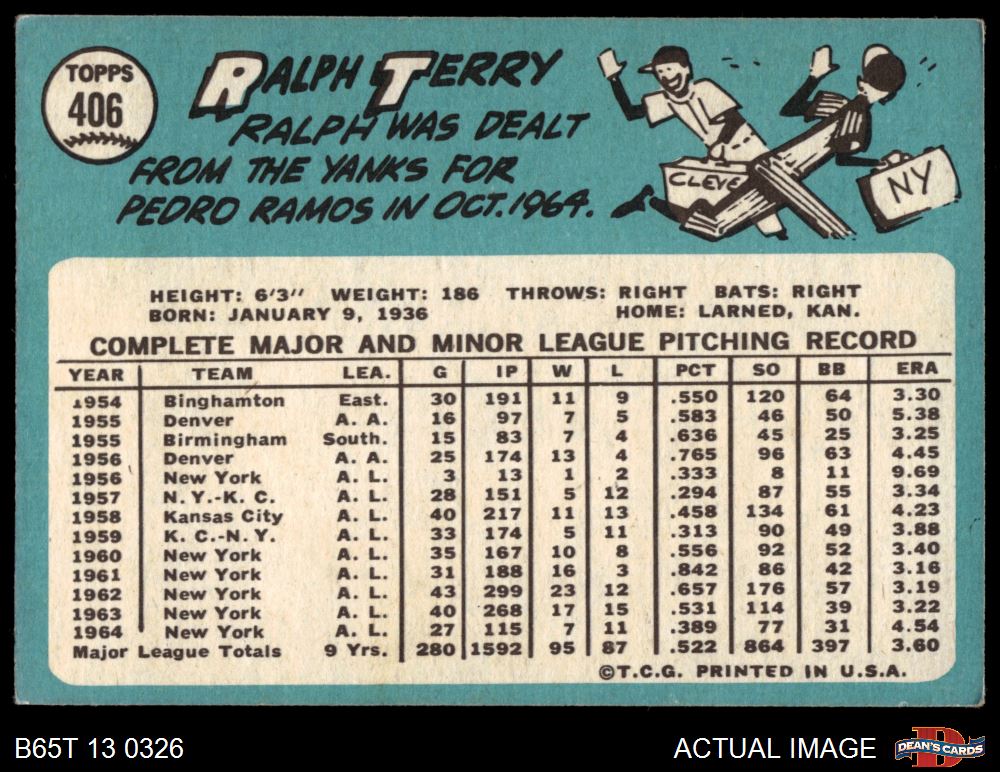 TOPPS
406
RALPH TERRY
RALPH WAS DEALT
FROM THE YANKS FOR
PEDRO RAMOS IN OCT. 1964.
CLEVE
NY
HEIGHT: 6'3" WEIGHT: 186 THROWS: RIGHT BATS: RIGHT
BORN: JANUARY 9, 1936 HOME: LARNED, KAN.
COMPLETE MAJOR AND MINOR LEAGUE PITCHING RECORD
YEAR TEAM LEA. G IP W L PCT SO BB ERA
1954 Binghamton East. 30 191 11 9 .550 120 64 3.30
1955 Denver A. A. 16 97 7 5 .583 46 50 5.38
1955 Birmingham South. 15 83 7 4 .636 45 25 3.25
1956 Denver A. A. 25 174 13 4 .765 96 63 4.45
1956 New York A. L. 3 13 1 2 .333 8 11 9.69
1957 N. Y.-K. C. A. L. 28 151 5 12 .294 87 55 3.34
1958 Kansas City A. L. 40 217 11 13 .458 134 61 4.23
1959 K. C.-N. Y. A. L. 33 174 5 11 .313 90 49 3.88
1960 New York A. L. 35 167 10 8 .556 92 52 3.40
1961 New York A. L. 31 188 16 3 .842 86 42 3.16
1962 New York A. L. 43 299 23 12 .657 176 57 3.19
1963 New York A. L. 40 268 17 15 .531 114 39 3.22
1964 New York A. L. 27 115 7 11 .389 77 31 4.54
Major League Totals 9 Yrs. 280 1592 95 87 .522 864 397 3.60
©T.C.G. PRINTED IN U.S.A.
B65T 13 0326 ACTUAL IMAGE
D
DEAN'S CARDS